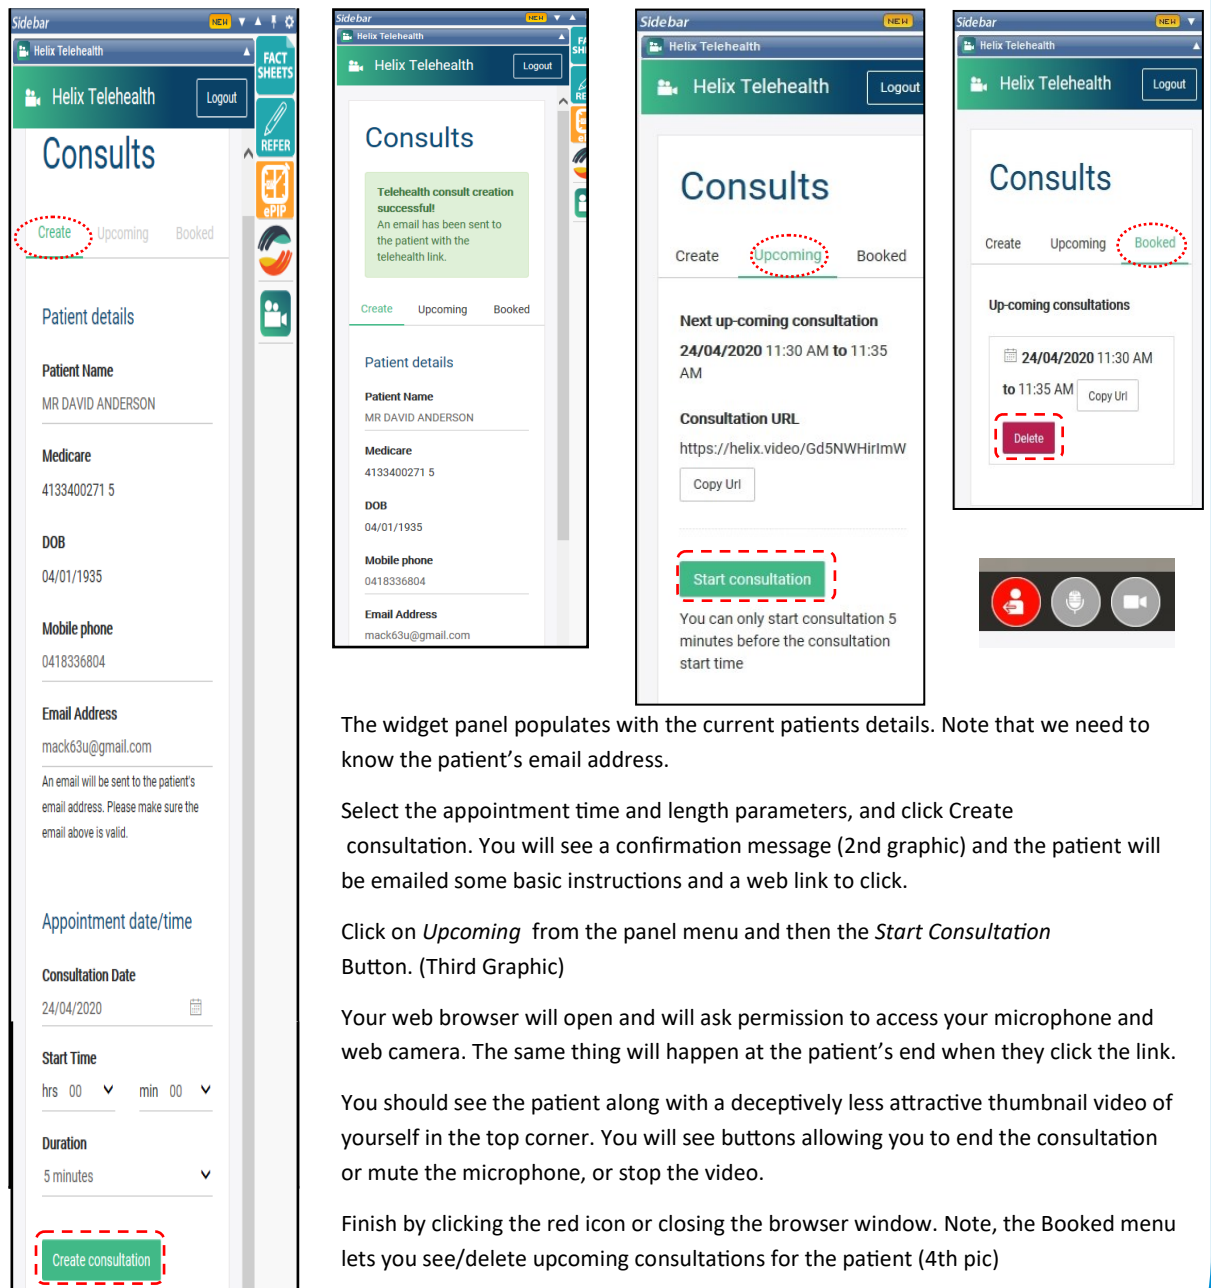 Sidebar
NEW
Helix Telehealth
FACT
SHEETS
Helix Telehealth
Logout
REFER
Consults
ePIP
Create Upcoming Booked
Patient details
Patient Name
MR DAVID ANDERSON
Medicare
4133400271 5
DOB
04/01/1935
Mobile phone
0418336804
Email Address
mack63u@gmail.com
An email will be sent to the patient's
email address. Please make sure the
email above is valid.
Appointment date/time
Consultation Date
24/04/2020
Start Time
hrs 00 min 00
Duration
5 minutes
Create consultation
Sidebar
NEW
Helix Telehealth
FA
SH
Helix Telehealth
Logout
RE
Consults
Telehealth consult creation
successful!
An email has been sent to
the patient with the
telehealth link.
Create Upcoming Booked
Patient details
Patient Name
MR DAVID ANDERSON
Medicare
4133400271 5
DOB
04/01/1935
Mobile phone
0418336804
Email Address
mack63u@gmail.com
Sidebar
NEW
Helix Telehealth
Helix Telehealth
Logout
Consults
Create Upcoming Booked
Next up-coming consultation
24/04/2020 11:30 AM to 11:35
AM
Consultation URL
https://helix.video/Gd5NWHirImW
Copy Url
Start consultation
You can only start consultation 5
minutes before the consultation
start time
Sidebar
NEW
Helix Telehealth
Helix Telehealth
Logout
Consults
Create Upcoming Booked
Up-coming consultations
24/04/2020 11:30 AM
to 11:35 AM Copy Url
Delete
The widget panel populates with the current patients details. Note that we need to
know the patient's email address.
Select the appointment time and length parameters, and click Create
consultation. You will see a confirmation message (2nd graphic) and the patient will
be emailed some basic instructions and a web link to click.
Click on Upcoming from the panel menu and then the Start Consultation
Button. (Third Graphic)
Your web browser will open and will ask permission to access your microphone and
web camera. The same thing will happen at the patient's end when they click the link.
You should see the patient along with a deceptively less attractive thumbnail video of
yourself in the top corner. You will see buttons allowing you to end the consultation
or mute the microphone, or stop the video.
Finish by clicking the red icon or closing the browser window. Note, the Booked menu
lets you see/delete upcoming consultations for the patient (4th pic)